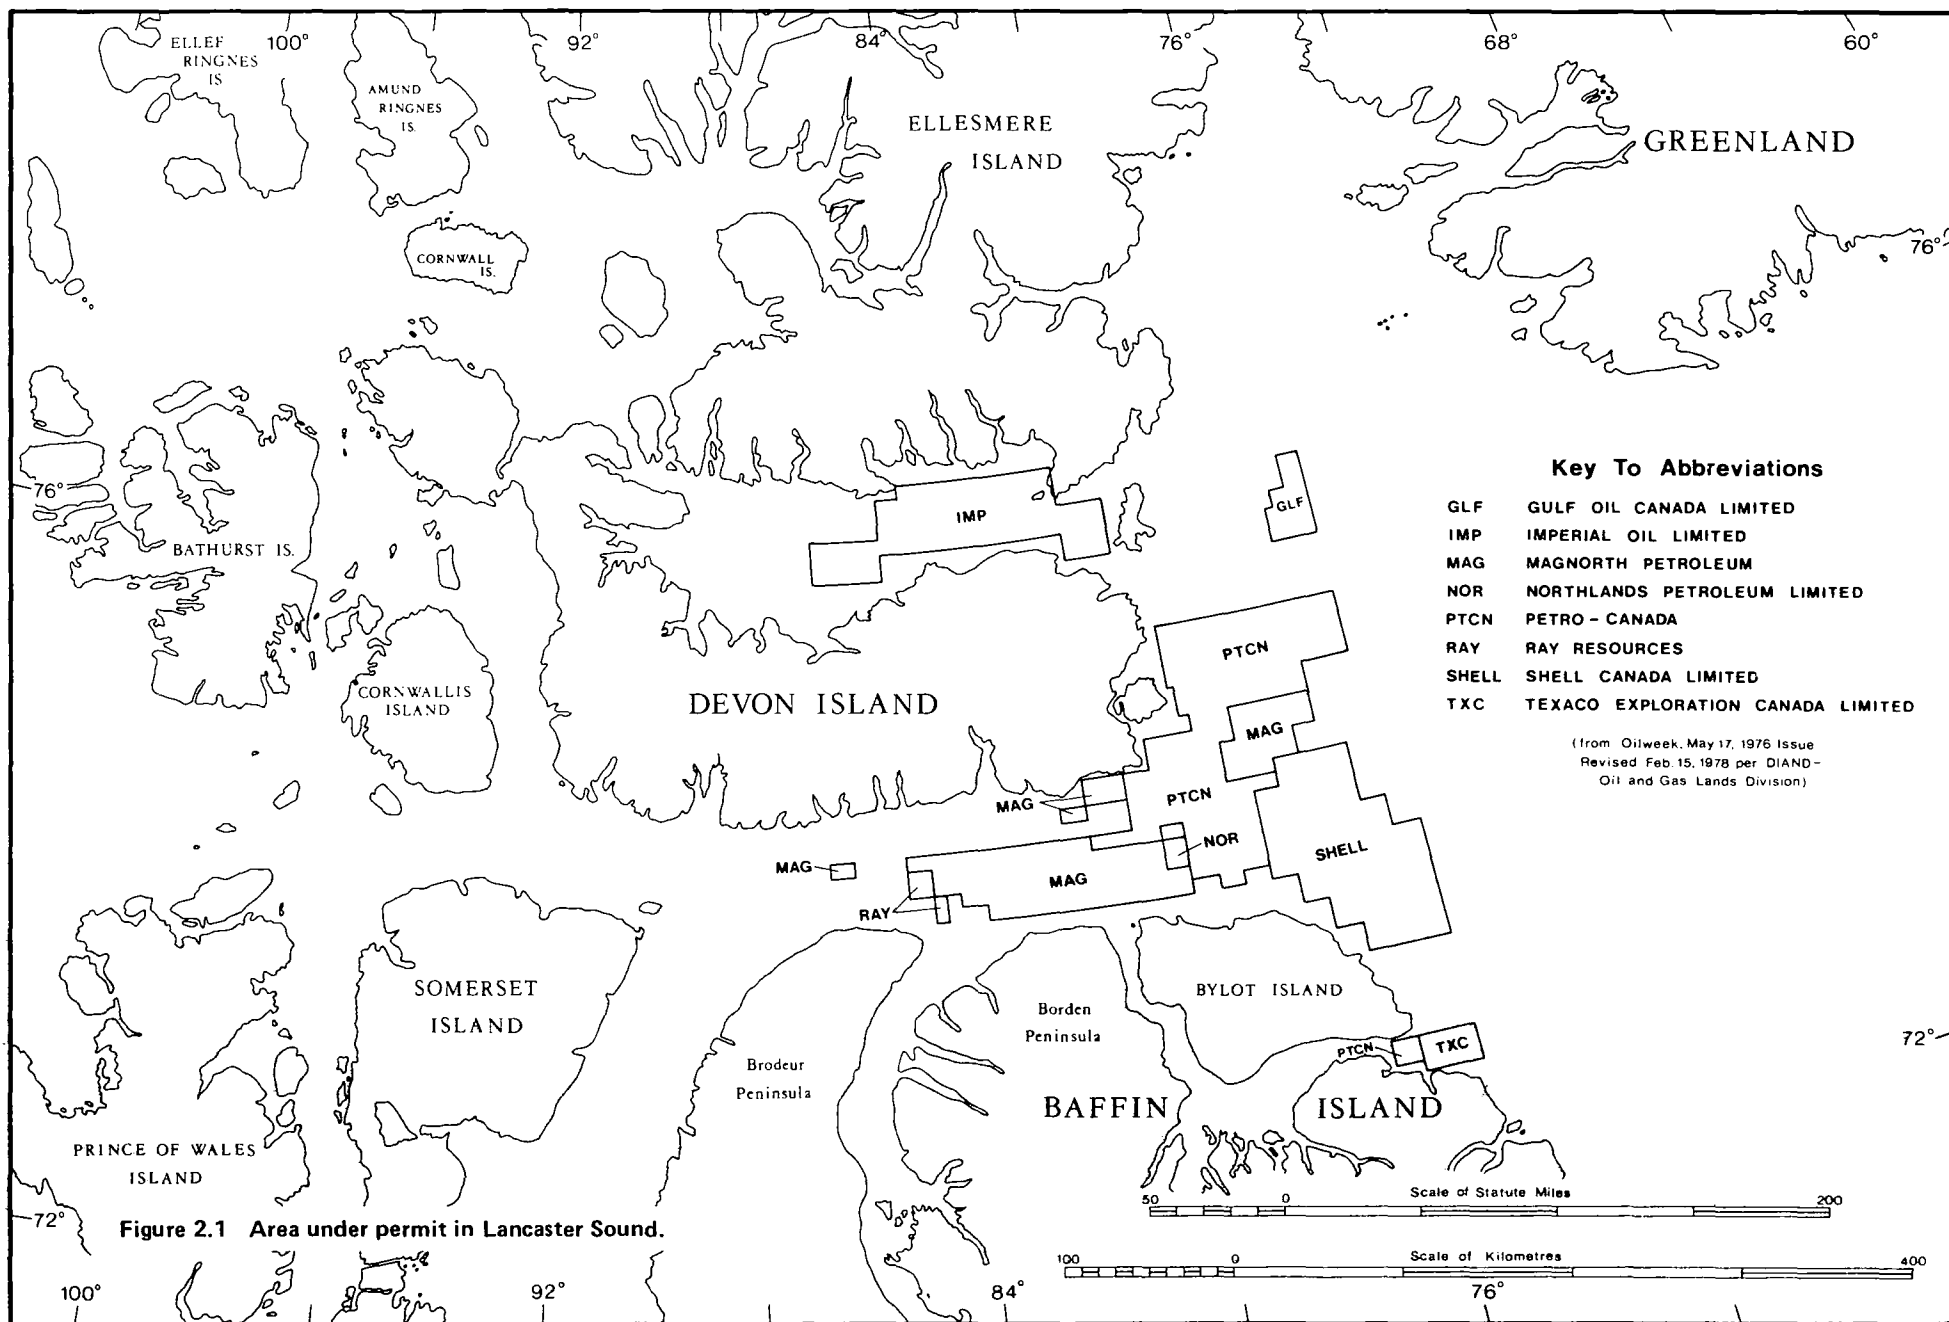 100°
92°
84°
76°
68°
60°
ELLEF
RINGNES
IS
AMUND
RINGNES
IS.
ELLESMERE
ISLAND
GREENLAND
CORNWALL
IS.
76°
76°
BATHURST IS.
IMP
GLF
Key To Abbreviations
GLF GULF OIL CANADA LIMITED
IMP IMPERIAL OIL LIMITED
MAG MAGNORTH PETROLEUM
NOR NORTHLANDS PETROLEUM LIMITED
PTCN PETRO-CANADA
RAY RAY RESOURCES
SHELL SHELL CANADA LIMITED
TXC TEXACO EXPLORATION CANADA LIMITED
(from Oilweek, May 17, 1976 Issue
Revised Feb. 15, 1978 per DIAND-
Oil and Gas Lands Division)
PTCN
CORNWALLIS
ISLAND
DEVON ISLAND
MAG
PTCN
MAG
NOR
SHELL
MAG
MAG
RAY
SOMERSET
ISLAND
BYLOT ISLAND
Borden
Peninsula
Brodeur
Peninsula
PTCN
TXC
72°
BAFFIN ISLAND
PRINCE OF WALES
ISLAND
72°
Figure 2.1 Area under permit in Lancaster Sound.
Scale of Statute Miles
50 0 200
Scale of Kilometres
100 0 400
100°
92°
84°
76°